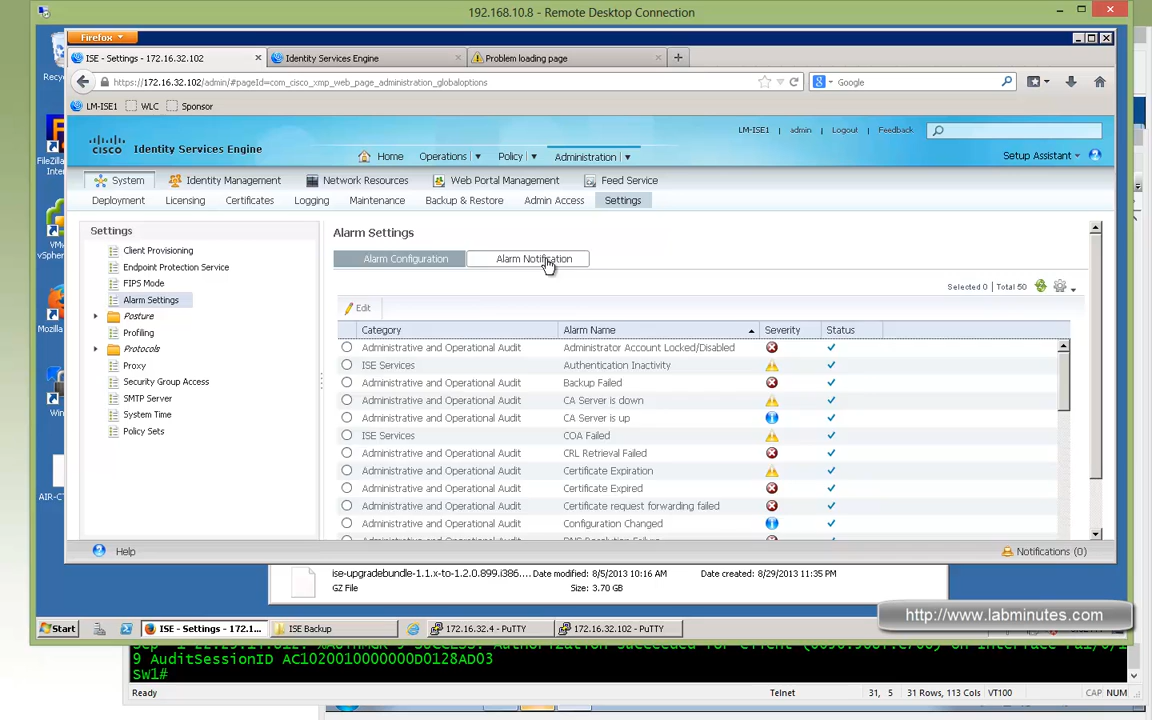 192.168.10.8 - Remote Desktop Connection
Firefox
ISE - Settings - 172.16.32.102
Identity Services Engine
Problem loading page
https://172.16.32.102/admin/#pageId=com_cisco_xmp_web_page_administration_globaloptions
Google
LM-ISE1 WLC Sponsor
LM-ISE1 admin Logout Feedback
CISCO Identity Services Engine
Home Operations Policy Administration
Setup Assistant
System Identity Management Network Resources Web Portal Management Feed Service
Deployment Licensing Certificates Logging Maintenance Backup & Restore Admin Access Settings
Settings
Client Provisioning
Endpoint Protection Service
FIPS Mode
Alarm Settings
Posture
Profiling
Protocols
Proxy
Security Group Access
SMTP Server
System Time
Policy Sets
Alarm Settings
Alarm Configuration Alarm Notification
Selected 0 | Total 50
Edit
Category Alarm Name Severity Status
Administrative and Operational Audit Administrator Account Locked/Disabled
ISE Services Authentication Inactivity
Administrative and Operational Audit Backup Failed
Administrative and Operational Audit CA Server is down
Administrative and Operational Audit CA Server is up
ISE Services COA Failed
Administrative and Operational Audit CRL Retrieval Failed
Administrative and Operational Audit Certificate Expiration
Administrative and Operational Audit Certificate Expired
Administrative and Operational Audit Certificate request forwarding failed
Administrative and Operational Audit Configuration Changed
Help
Notifications (0)
Recyc
FileZilla
Inter
vSphere
Mozilla
Win
AIR-CT
ise-upgradebundle-1.1.x-to-1.2.0.899.i386.... Date modified: 8/5/2013 10:16 AM Date created: 8/29/2013 11:35 PM
GZ File Size: 3.70 GB
http://www.labminutes.com
Start ISE - Settings - 172.1... ISE Backup 172.16.32.4 - PuTTY 172.16.32.102 - PuTTY
9 AuditSessionID AC1020010000000D0128AD03
SW1#
Ready Telnet 31, 5 31 Rows, 113 Cols VT100 CAP NUM